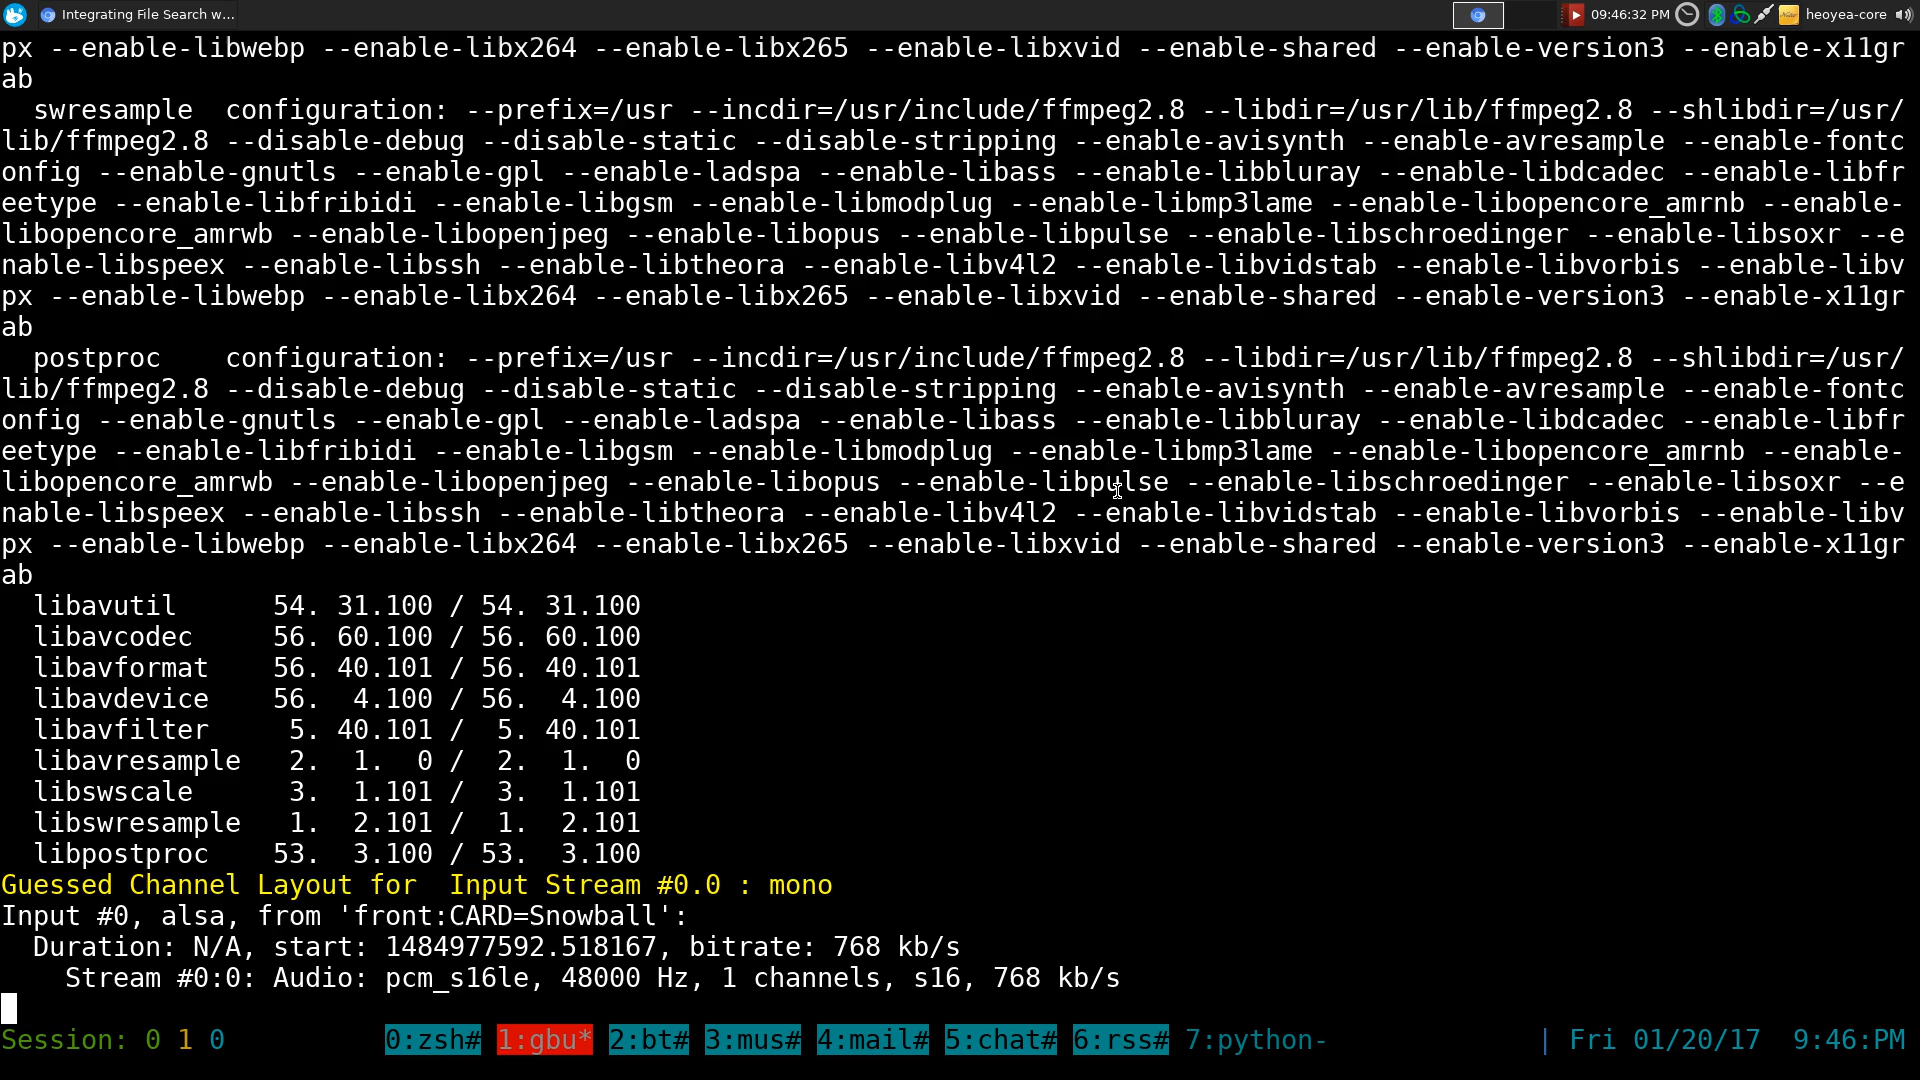 Integrating File Search w... 09:46:32 PM heoyea-core
px --enable-libwebp --enable-libx264 --enable-libx265 --enable-libxvid --enable-shared --enable-version3 --enable-x11gr
ab
  swresample  configuration: --prefix=/usr --incdir=/usr/include/ffmpeg2.8 --libdir=/usr/lib/ffmpeg2.8 --shlibdir=/usr/
lib/ffmpeg2.8 --disable-debug --disable-static --disable-stripping --enable-avisynth --enable-avresample --enable-fontc
onfig --enable-gnutls --enable-gpl --enable-ladspa --enable-libass --enable-libbluray --enable-libdcadec --enable-libfr
eetype --enable-libfribidi --enable-libgsm --enable-libmodplug --enable-libmp3lame --enable-libopencore_amrnb --enable-
libopencore_amrwb --enable-libopenjpeg --enable-libopus --enable-libpulse --enable-libschroedinger --enable-libsoxr --e
nable-libspeex --enable-libssh --enable-libtheora --enable-libv4l2 --enable-libvidstab --enable-libvorbis --enable-libv
px --enable-libwebp --enable-libx264 --enable-libx265 --enable-libxvid --enable-shared --enable-version3 --enable-x11gr
ab
  postproc    configuration: --prefix=/usr --incdir=/usr/include/ffmpeg2.8 --libdir=/usr/lib/ffmpeg2.8 --shlibdir=/usr/
lib/ffmpeg2.8 --disable-debug --disable-static --disable-stripping --enable-avisynth --enable-avresample --enable-fontc
onfig --enable-gnutls --enable-gpl --enable-ladspa --enable-libass --enable-libbluray --enable-libdcadec --enable-libfr
eetype --enable-libfribidi --enable-libgsm --enable-libmodplug --enable-libmp3lame --enable-libopencore_amrnb --enable-
libopencore_amrwb --enable-libopenjpeg --enable-libopus --enable-libpulse --enable-libschroedinger --enable-libsoxr --e
nable-libspeex --enable-libssh --enable-libtheora --enable-libv4l2 --enable-libvidstab --enable-libvorbis --enable-libv
px --enable-libwebp --enable-libx264 --enable-libx265 --enable-libxvid --enable-shared --enable-version3 --enable-x11gr
ab
  libavutil      54. 31.100 / 54. 31.100
  libavcodec     56. 60.100 / 56. 60.100
  libavformat    56. 40.101 / 56. 40.101
  libavdevice    56.  4.100 / 56.  4.100
  libavfilter     5. 40.101 /  5. 40.101
  libavresample   2.  1.  0 /  2.  1.  0
  libswscale      3.  1.101 /  3.  1.101
  libswresample   1.  2.101 /  1.  2.101
  libpostproc    53.  3.100 / 53.  3.100
Guessed Channel Layout for  Input Stream #0.0 : mono
Input #0, alsa, from 'front:CARD=Snowball':
  Duration: N/A, start: 1484977592.518167, bitrate: 768 kb/s
    Stream #0:0: Audio: pcm_s16le, 48000 Hz, 1 channels, s16, 768 kb/s
Session: 0 1 0 0:zsh# 1:gbu* 2:bt# 3:mus# 4:mail# 5:chat# 6:rss# 7:python- | Fri 01/20/17 9:46:PM